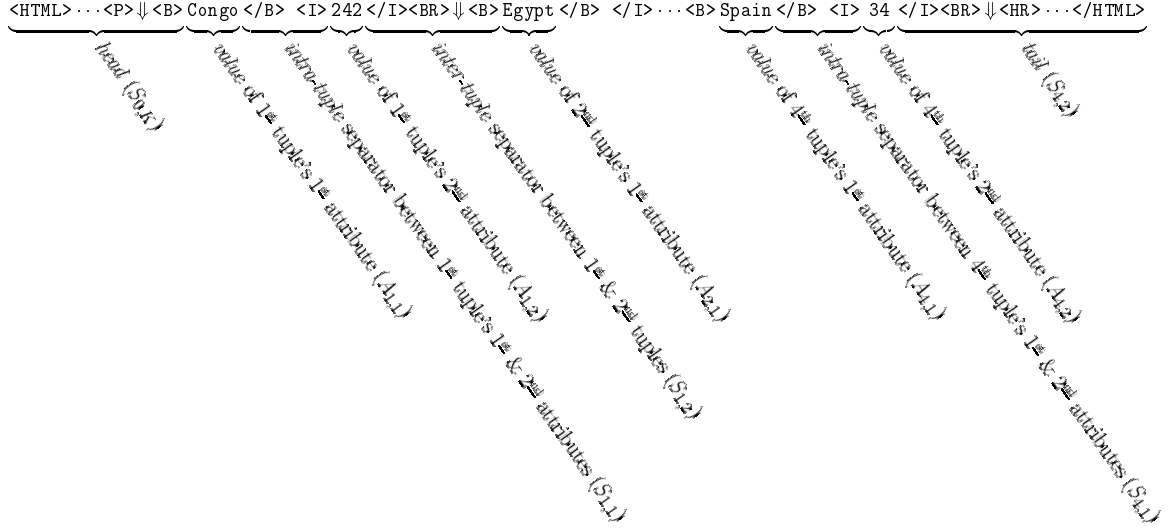 <HTML>···<P>⇓<B>Congo</B> <I>242</I><BR>⇓<B>Egypt</B> </I>···<B>Spain</B> <I> 34 </I><BR>⇓<HR>···</HTML>
head (S0,K)
value of 1st tuple's 1st attribute (A1,1)
intra-tuple separator between 1st tuple's 1st & 2nd attributes (S1,1)
value of 1st tuple's 2nd attribute (A1,2)
inter-tuple separator between 1st & 2nd tuples (S1,2)
value of 2nd tuple's 1st attribute (A2,1)
value of 4th tuple's 1st attribute (A4,1)
intra-tuple separator between 4th tuple's 1st & 2nd attributes (S4,1)
value of 4th tuple's 2nd attribute (A4,2)
tail (S4,2)